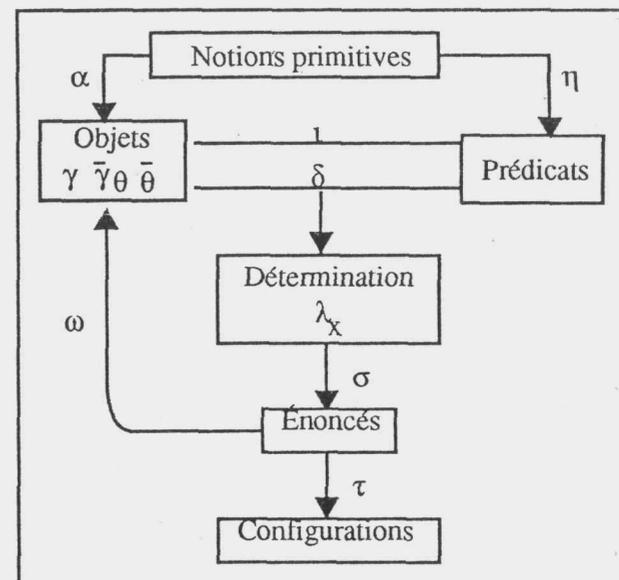 Notions primitives
α
η
Objets
γ γ̄ θ θ̄
ι
δ
Prédicats
Détermination
λx
ω
σ
Énoncés
τ
Configurations